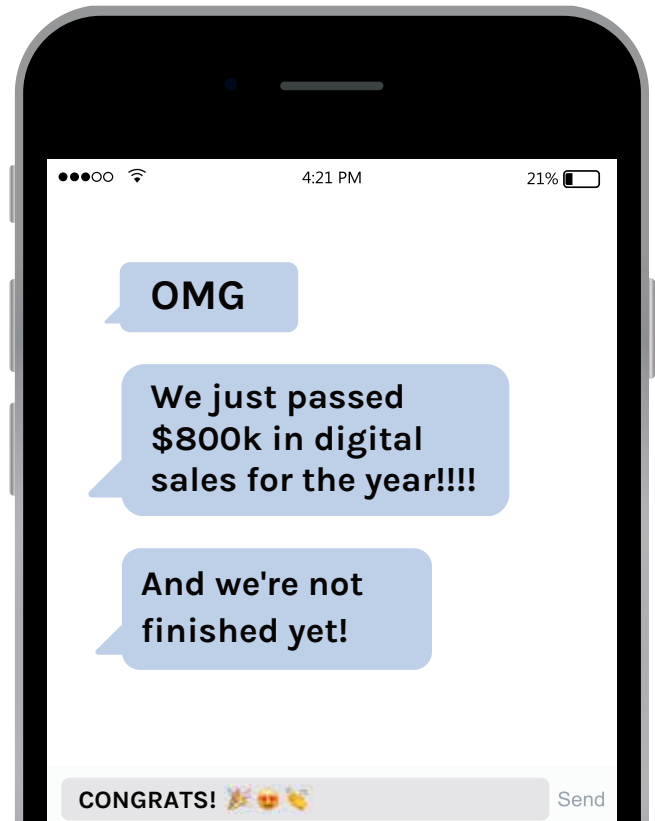 4:21 PM 21%
OMG
We just passed
$800k in digital
sales for the year!!!!
And we're not
finished yet!
CONGRATS! 🎉😍👏 Send